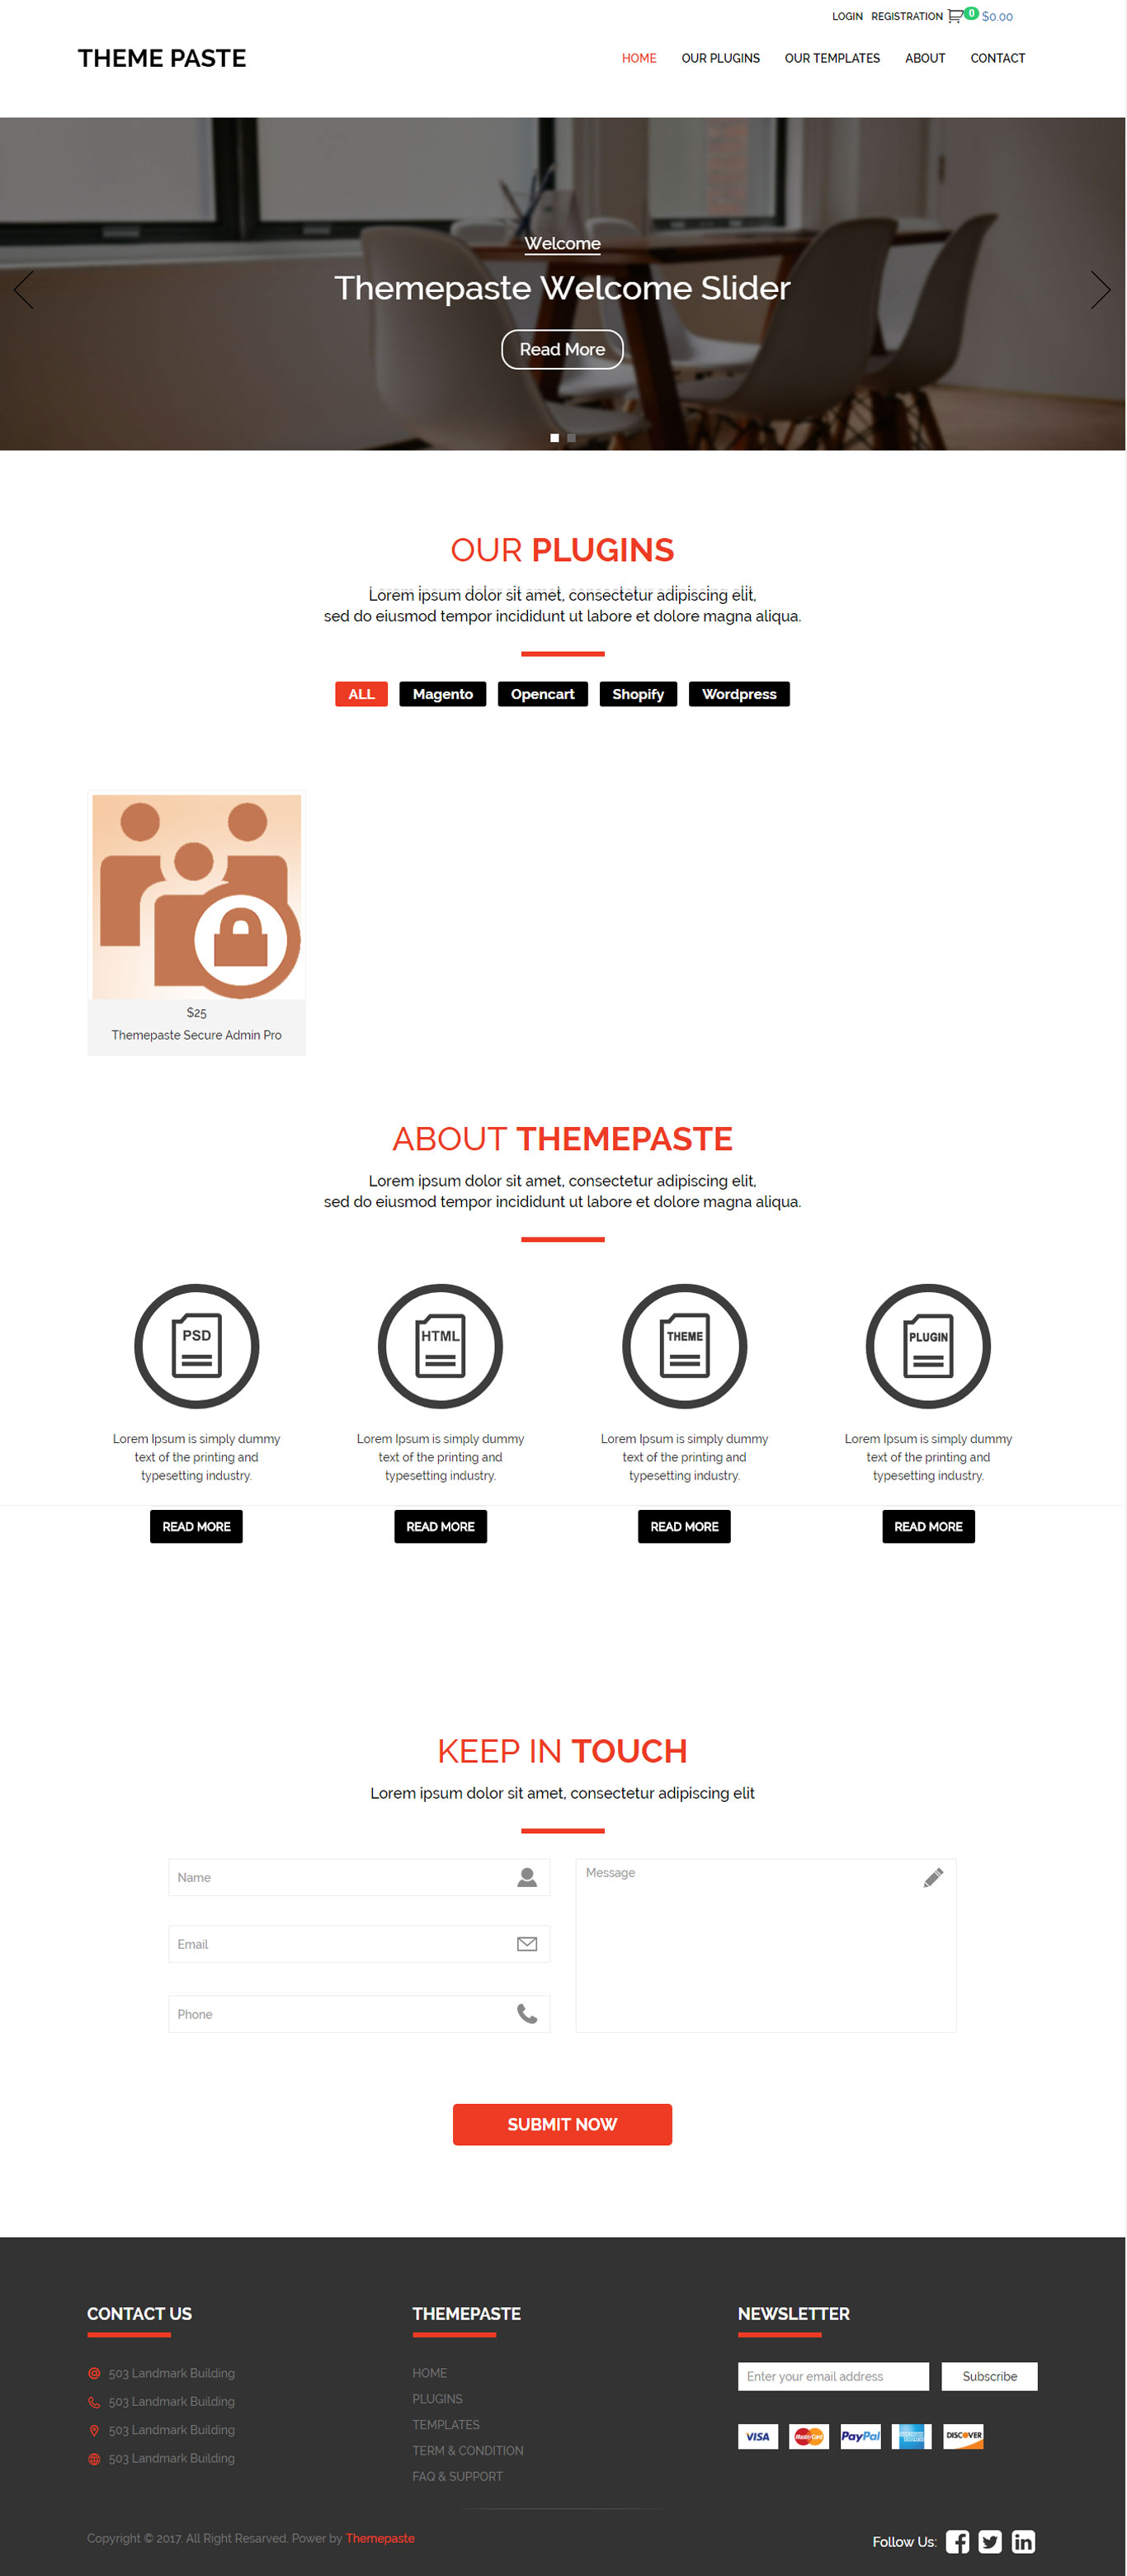 LOGIN REGISTRATION 0 $0.00
THEME PASTE
HOME OUR PLUGINS OUR TEMPLATES ABOUT CONTACT
Welcome
Themepaste Welcome Slider
Read More
OUR PLUGINS
Lorem ipsum dolor sit amet, consectetur adipiscing elit,
sed do eiusmod tempor incididunt ut labore et dolore magna aliqua.
ALL Magento Opencart Shopify Wordpress
$25
Themepaste Secure Admin Pro
ABOUT THEMEPASTE
Lorem ipsum dolor sit amet, consectetur adipiscing elit,
sed do eiusmod tempor incididunt ut labore et dolore magna aliqua.
PSD
Lorem Ipsum is simply dummy
text of the printing and
typesetting industry.
READ MORE
HTML
Lorem Ipsum is simply dummy
text of the printing and
typesetting industry.
READ MORE
THEME
Lorem Ipsum is simply dummy
text of the printing and
typesetting industry.
READ MORE
PLUGIN
Lorem Ipsum is simply dummy
text of the printing and
typesetting industry.
READ MORE
KEEP IN TOUCH
Lorem ipsum dolor sit amet, consectetur adipiscing elit
Name
Email
Phone
Message
SUBMIT NOW
CONTACT US
503 Landmark Building
503 Landmark Building
503 Landmark Building
503 Landmark Building
THEMEPASTE
HOME
PLUGINS
TEMPLATES
TERM & CONDITION
FAQ & SUPPORT
NEWSLETTER
Enter your email address Subscribe
VISA MasterCard PayPal AMERICAN EXPRESS DISCOVER
Copyright © 2017. All Right Resarved. Power by Themepaste
Follow Us: